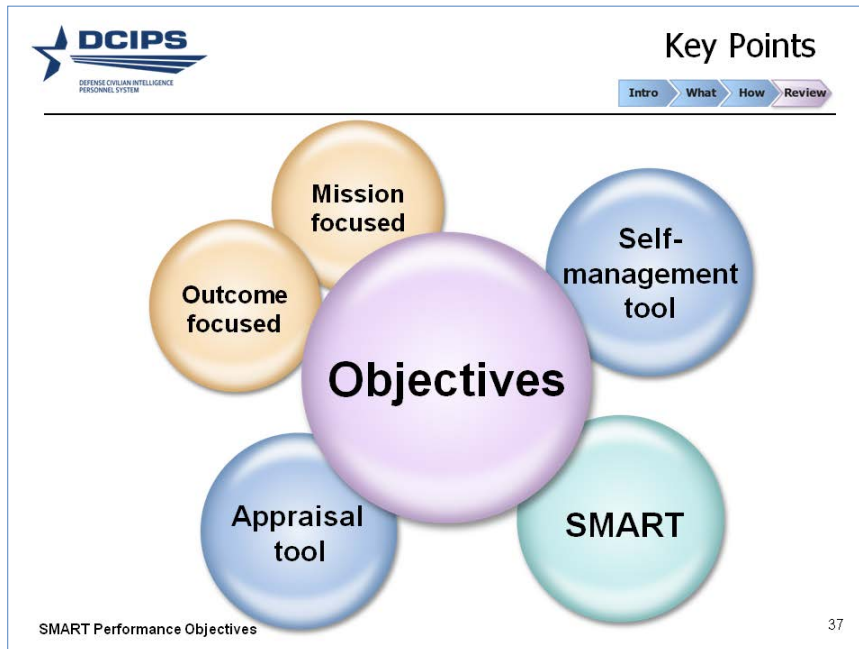 DCIPS
DEFENSE CIVILIAN INTELLIGENCE
PERSONNEL SYSTEM
Key Points
Intro What How Review
Mission
focused
Outcome
focused
Self-
management
tool
Objectives
Appraisal
tool
SMART
SMART Performance Objectives
37